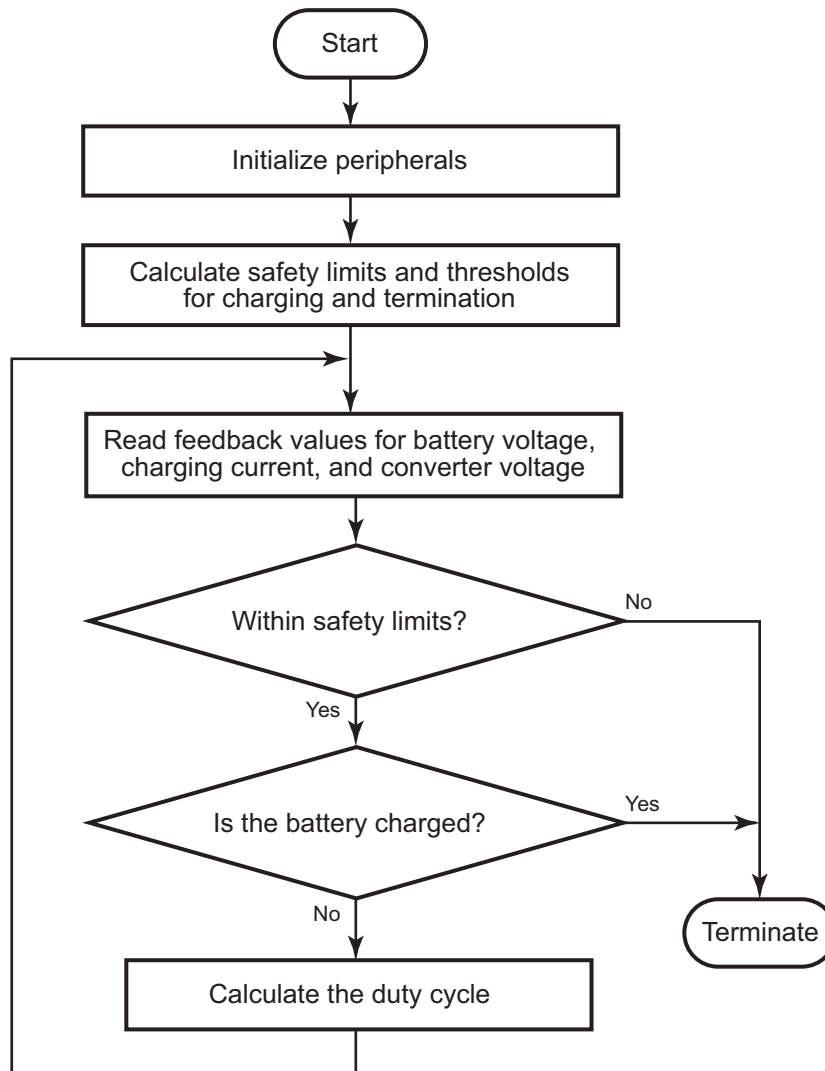 Start
Initialize peripherals
Calculate safety limits and thresholds
for charging and termination
Read feedback values for battery voltage,
charging current, and converter voltage
Within safety limits?
No
Yes
Is the battery charged?
Yes
No
Terminate
Calculate the duty cycle